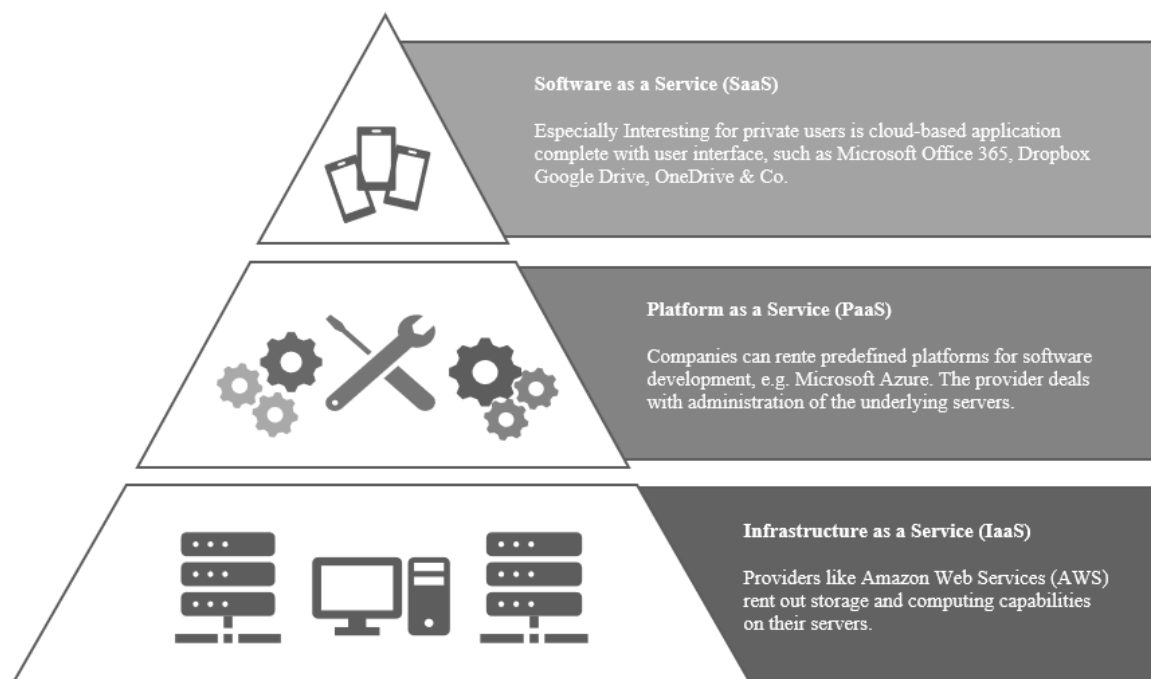 Software as a Service (SaaS)
Especially Interesting for private users is cloud-based application
complete with user interface, such as Microsoft Office 365, Dropbox
Google Drive, OneDrive & Co.
Platform as a Service (PaaS)
Companies can rente predefined platforms for software
development, e.g. Microsoft Azure. The provider deals
with administration of the underlying servers.
Infrastructure as a Service (IaaS)
Providers like Amazon Web Services (AWS)
rent out storage and computing capabilities
on their servers.